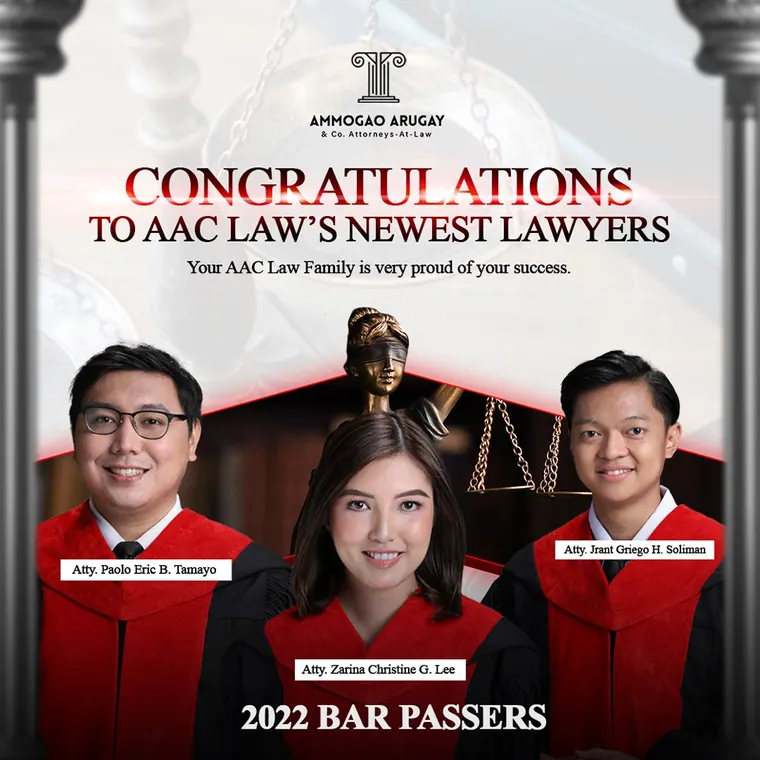 AMMOGAO ARUGAY
& Co. Attorneys-At-Law
CONGRATULATIONS
TO AAC LAW'S NEWEST LAWYERS
Your AAC Law Family is very proud of your success.
Atty. Paolo Eric B. Tamayo
Atty. Jrant Griego H. Soliman
Atty. Zarina Christine G. Lee
2022 BAR PASSERS